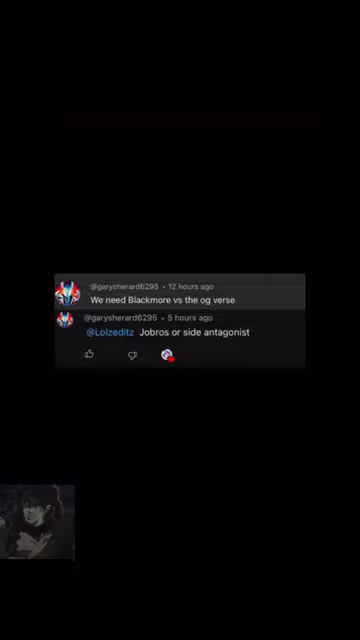 @garysherard6295 • 12 hours ago
We need Blackmore vs the og verse
@garysherard6295 • 5 hours ago
@Lolzeditz Jobros or side antagonist